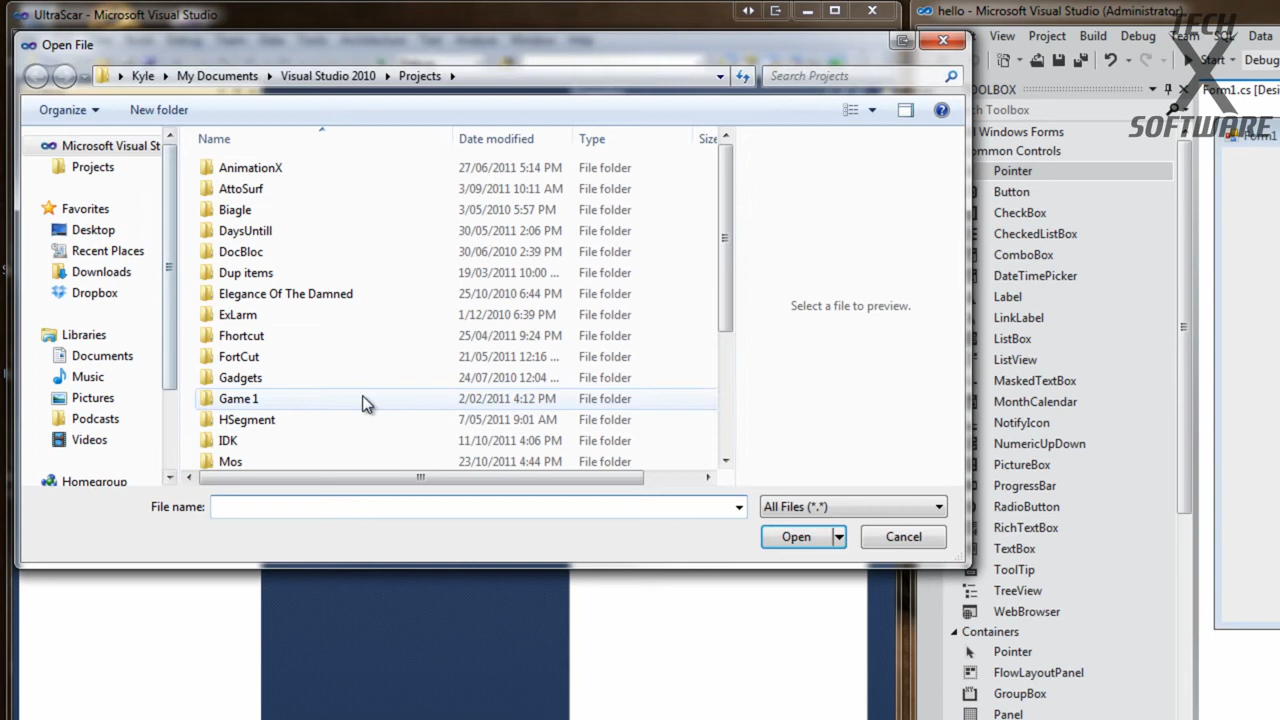 UltraScar - Microsoft Visual Studio
hello - Microsoft Visual Studio (Administrator)
TECH
X
SOFTWARE
View Project Build Debug Team SQL Data
Start Debug
Open File
Kyle My Documents Visual Studio 2010 Projects
Search Projects
Organize New folder
Microsoft Visual St
Projects
Favorites
Desktop
Recent Places
Downloads
Dropbox
Libraries
Documents
Music
Pictures
Podcasts
Videos
Homegroup
Name Date modified Type Size
AnimationX 27/06/2011 5:14 PM File folder
AttoSurf 3/09/2011 10:11 AM File folder
Biagle 3/05/2010 5:57 PM File folder
DaysUntill 30/05/2011 2:06 PM File folder
DocBloc 30/06/2010 2:39 PM File folder
Dup items 19/03/2011 10:00 ... File folder
Elegance Of The Damned 25/10/2010 6:44 PM File folder
ExLarm 1/12/2010 6:39 PM File folder
Fhortcut 25/04/2011 9:24 PM File folder
FortCut 21/05/2011 12:16 ... File folder
Gadgets 24/07/2010 12:04 ... File folder
Game1 2/02/2011 4:12 PM File folder
HSegment 7/05/2011 9:01 AM File folder
IDK 11/10/2011 4:06 PM File folder
Mos 23/10/2011 4:44 PM File folder
Select a file to preview.
File name:
All Files (*.*)
Open Cancel
OLBOX
Form1.cs [Desi
ch Toolbox
Form1
Windows Forms
ommon Controls
Pointer
Button
CheckBox
CheckedListBox
ComboBox
DateTimePicker
Label
LinkLabel
ListBox
ListView
MaskedTextBox
MonthCalendar
NotifyIcon
NumericUpDown
PictureBox
ProgressBar
RadioButton
RichTextBox
TextBox
ToolTip
TreeView
WebBrowser
Containers
Pointer
FlowLayoutPanel
GroupBox
Panel